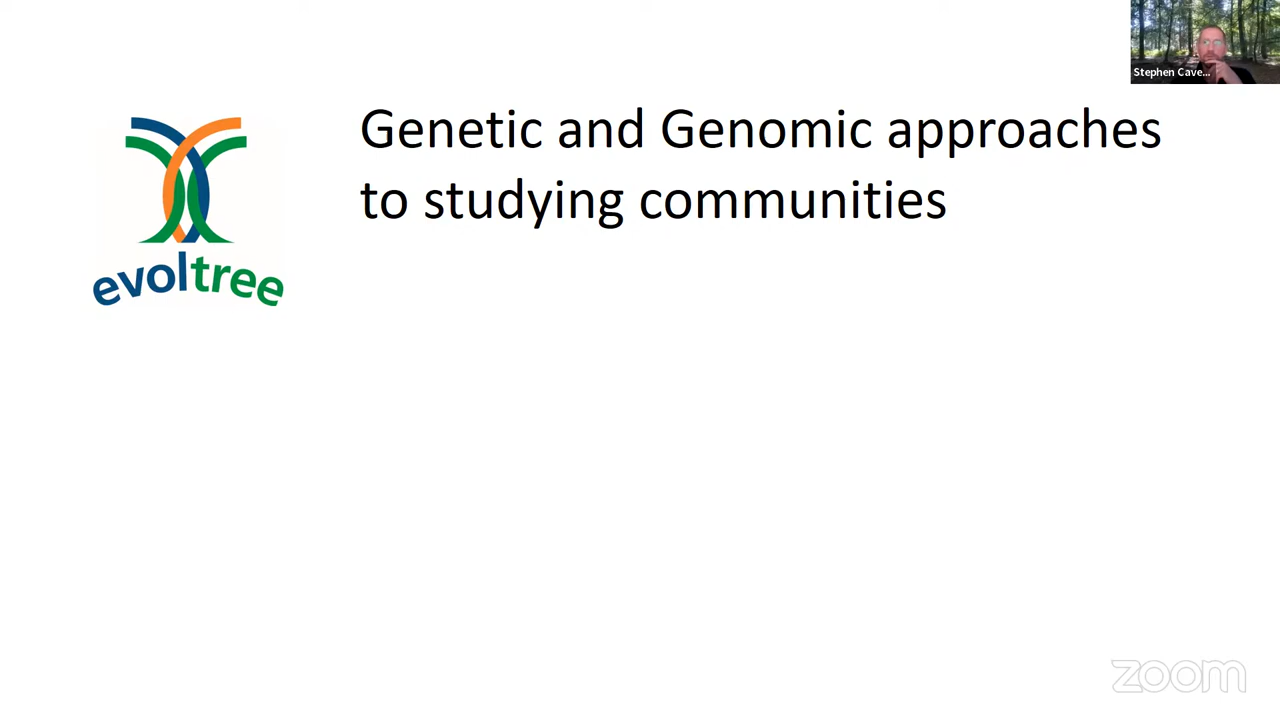 Stephen Cave...
Genetic and Genomic approaches
to studying communities
evoltree
zoom